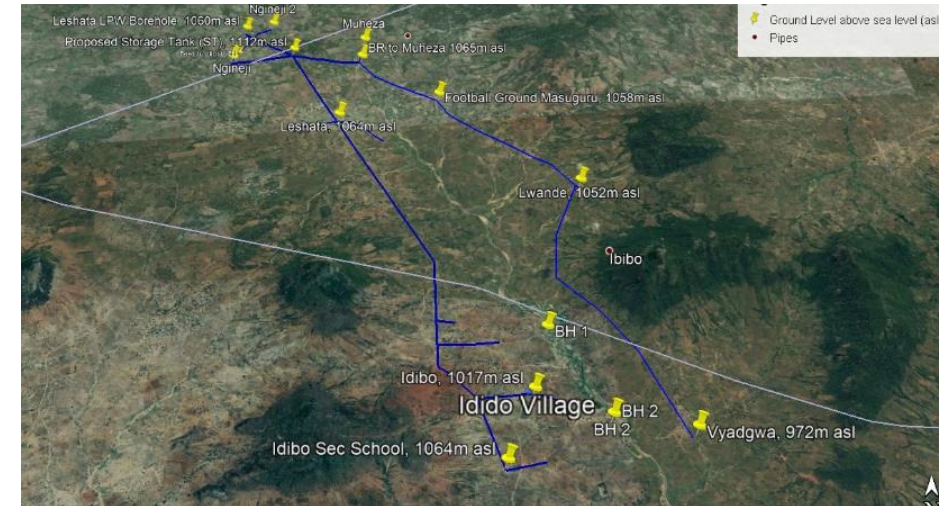 Ngineji 2
Leshata LPW Borehole, 1060m asl
Muheza
Ground Level above sea level (asl
Pipes
Proposed Storage Tank (ST), 1112m asl
BR to Muheza 1065m asl
Ngineji
Football Ground Masuguru, 1058m asl
Leshata, 1064m asl
Lwande, 1052m asl
Ibibo
BH 1
Idibo, 1017m asl
Idido Village
BH 2
BH 2
Vyadgwa, 972m asl
Idibo Sec School, 1064m asl